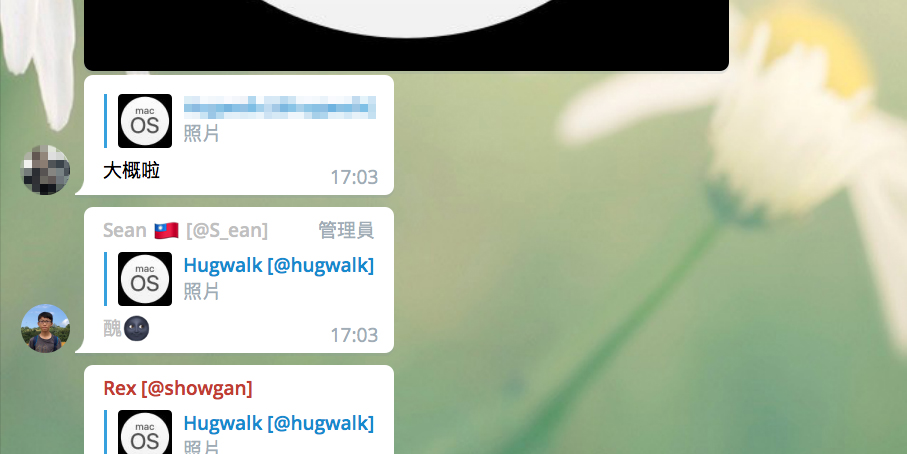 mac
OS
照片
大概啦
17:03
Sean 🇹🇼 [@S_ean] 管理員
mac
OS
Hugwalk [@hugwalk]
照片
醜🌚
17:03
Rex [@showgan]
mac
OS
Hugwalk [@hugwalk]
照片